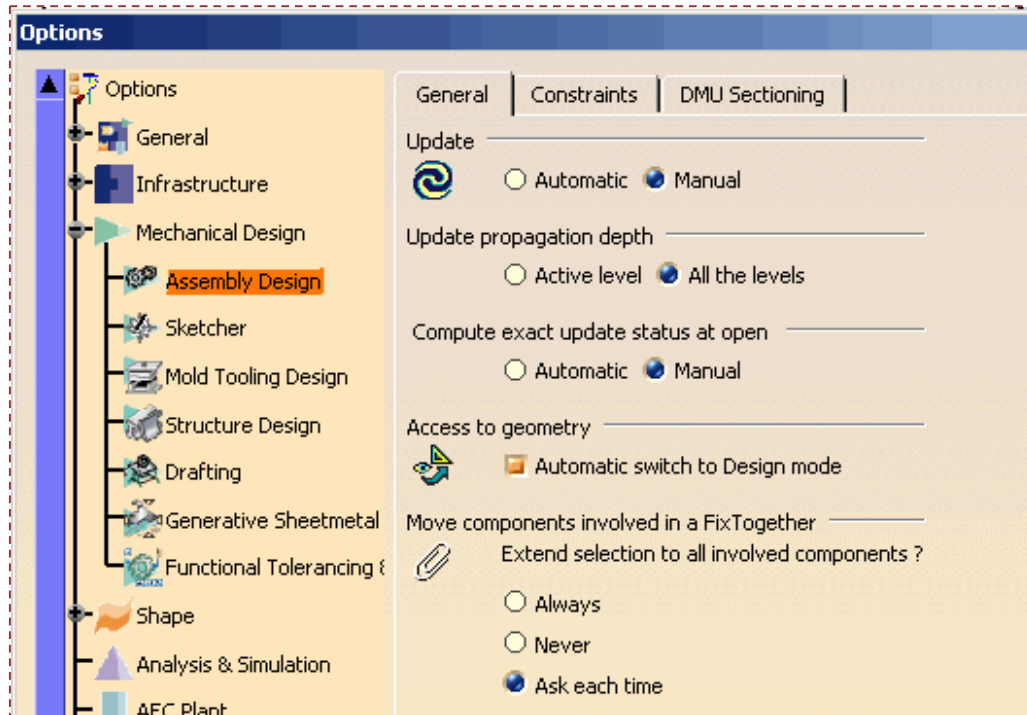 Options
Options
General
Infrastructure
Mechanical Design
Assembly Design
Sketcher
Mold Tooling Design
Structure Design
Drafting
Generative Sheetmetal
Functional Tolerancing &
Shape
Analysis & Simulation
AEC Plant
General Constraints DMU Sectioning
Update
Automatic Manual
Update propagation depth
Active level All the levels
Compute exact update status at open
Automatic Manual
Access to geometry
Automatic switch to Design mode
Move components involved in a FixTogether
Extend selection to all involved components ?
Always
Never
Ask each time